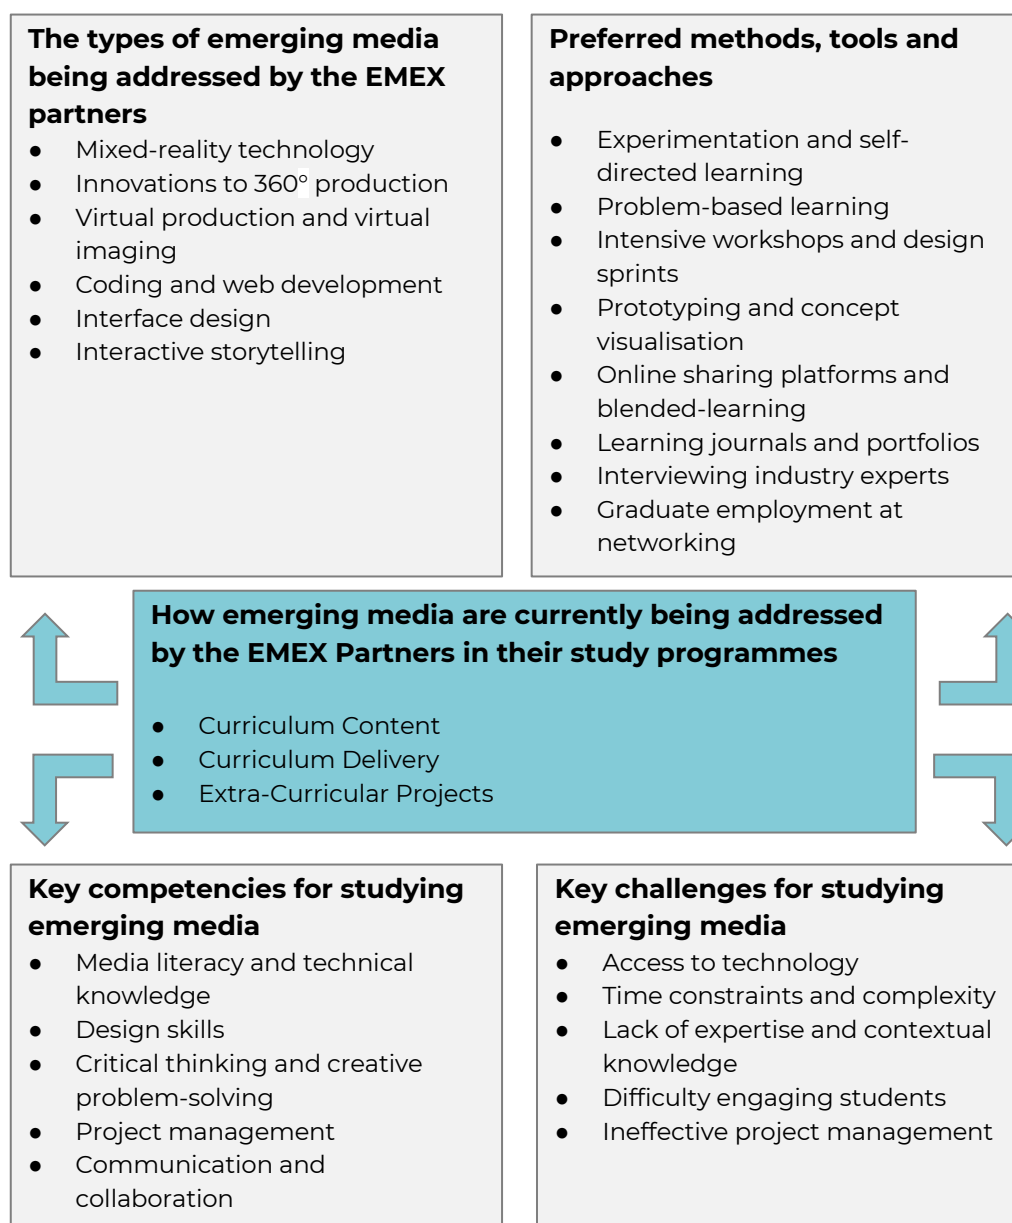 The types of emerging media
being addressed by the EMEX
partners
● Mixed-reality technology
● Innovations to 360° production
● Virtual production and virtual
imaging
● Coding and web development
● Interface design
● Interactive storytelling
Preferred methods, tools and
approaches
● Experimentation and self-
directed learning
● Problem-based learning
● Intensive workshops and design
sprints
● Prototyping and concept
visualisation
● Online sharing platforms and
blended-learning
● Learning journals and portfolios
● Interviewing industry experts
● Graduate employment at
networking
How emerging media are currently being addressed
by the EMEX Partners in their study programmes
● Curriculum Content
● Curriculum Delivery
● Extra-Curricular Projects
Key competencies for studying
emerging media
● Media literacy and technical
knowledge
● Design skills
● Critical thinking and creative
problem-solving
● Project management
● Communication and
collaboration
Key challenges for studying
emerging media
● Access to technology
● Time constraints and complexity
● Lack of expertise and contextual
knowledge
● Difficulty engaging students
● Ineffective project management